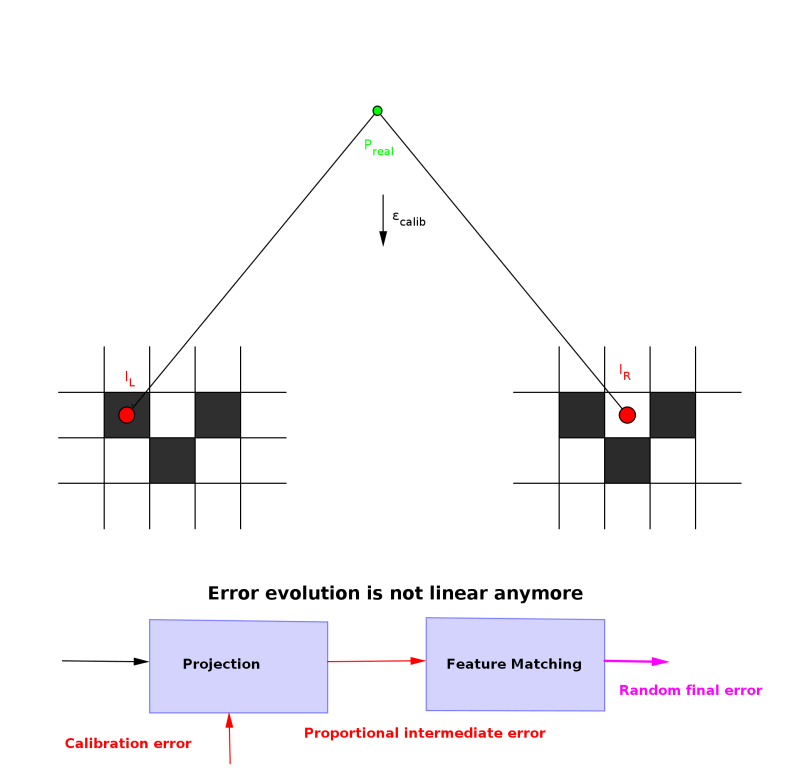 P_real
ε_calib
I_L
I_R
Error evolution is not linear anymore
Projection
Feature Matching
Random final error
Proportional intermediate error
Calibration error